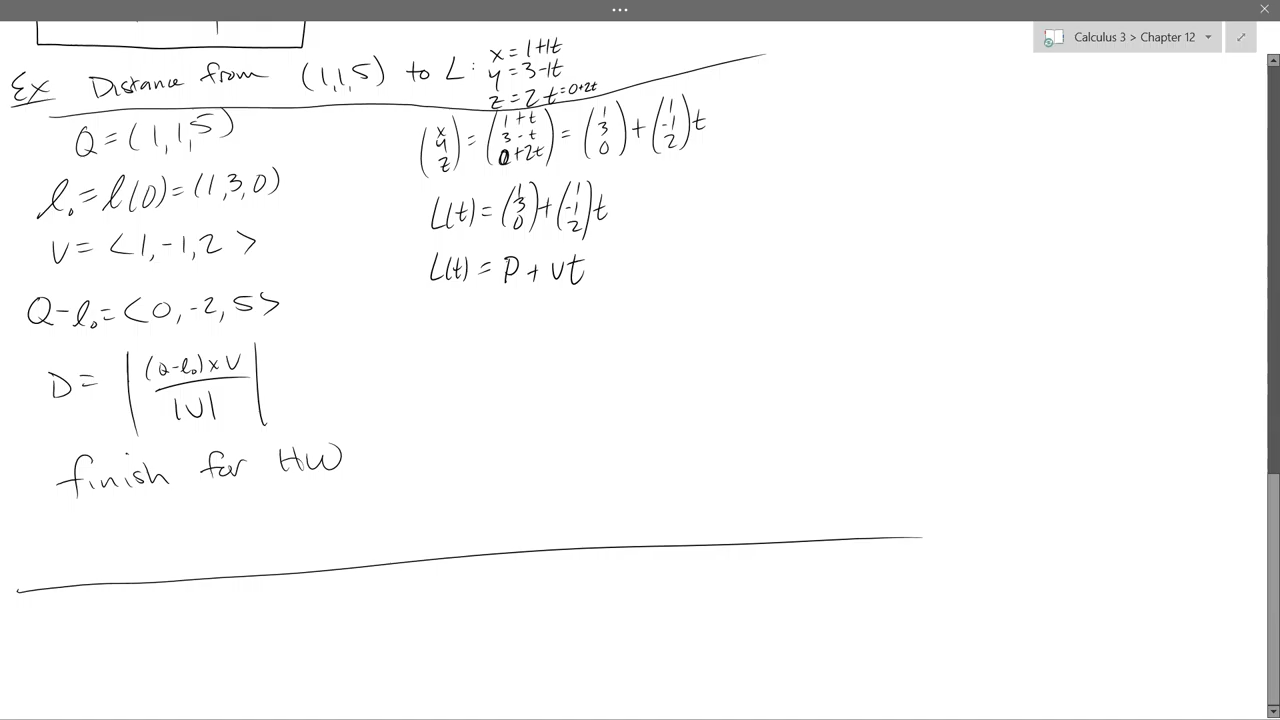 Calculus 3 > Chapter 12
Ex Distance from (1,1,5) to L: x = 1+1t
y = 3-1t
z = 2t = 0+2t
Q = (1,1,5)
l₀ = l(0) = (1,3,0)
v = <1,-1,2>
Q-l₀ = <0,-2,5>
D = |(Q-l₀) x v / |v||
finish for HW
(x y z) = (1+t 3-t 0+2t) = (1 3 0) + (1 -1 2)t
L(t) = (1 3 0) + (1 -1 2)t
L(t) = P + vt